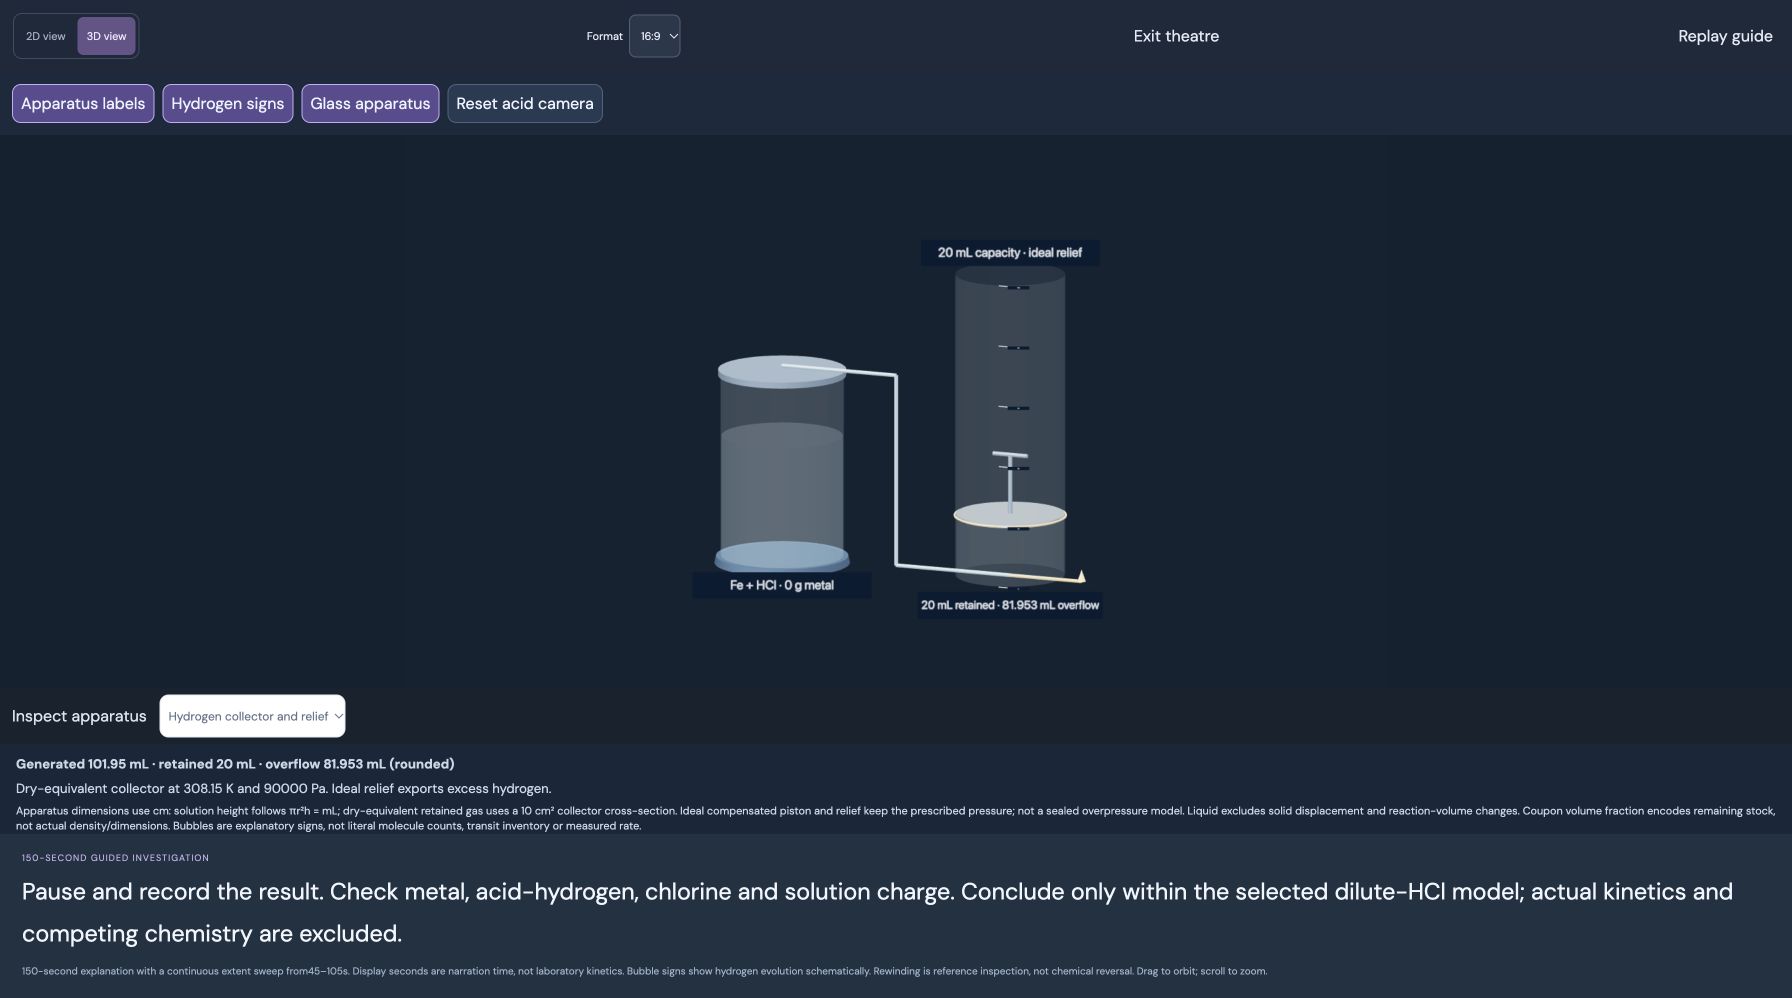 2D view 3D view Format 16:9 Exit theatre Replay guide
Apparatus labels Hydrogen signs Glass apparatus Reset acid camera
20 mL capacity · ideal relief
Fe + HCl · 0 g metal
20 mL retained · 81.953 mL overflow
Inspect apparatus Hydrogen collector and relief
Generated 101.95 mL · retained 20 mL · overflow 81.953 mL (rounded)
Dry-equivalent collector at 308.15 K and 90000 Pa. Ideal relief exports excess hydrogen.
Apparatus dimensions use cm: solution height follows πr²h = mL; dry-equivalent retained gas uses a 10 cm² collector cross-section. Ideal compensated piston and relief keep the prescribed pressure; not a sealed overpressure model. Liquid excludes solid displacement and reaction-volume changes. Coupon volume fraction encodes remaining stock,
not actual density/dimensions. Bubbles are explanatory signs, not literal molecule counts, transit inventory or measured rate.
150-SECOND GUIDED INVESTIGATION
Pause and record the result. Check metal, acid-hydrogen, chlorine and solution charge. Conclude only within the selected dilute-HCl model; actual kinetics and
competing chemistry are excluded.
150-second explanation with a continuous extent sweep from45–105s. Display seconds are narration time, not laboratory kinetics. Bubble signs show hydrogen evolution schematically. Rewinding is reference inspection, not chemical reversal. Drag to orbit; scroll to zoom.